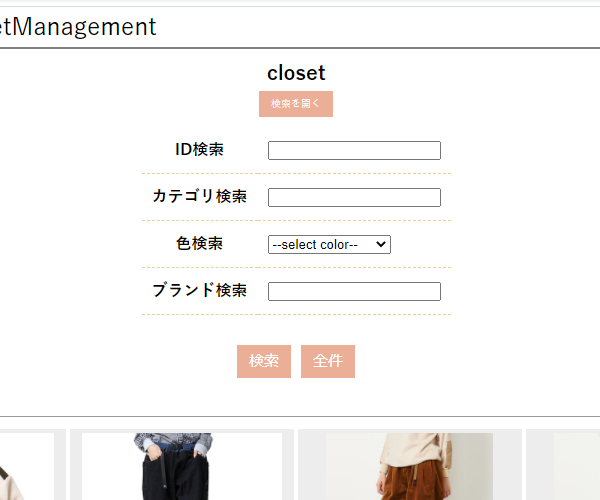 etManagement
closet
検索を開く
ID検索
カテゴリ検索
色検索 --select color--
ブランド検索
検索 全件